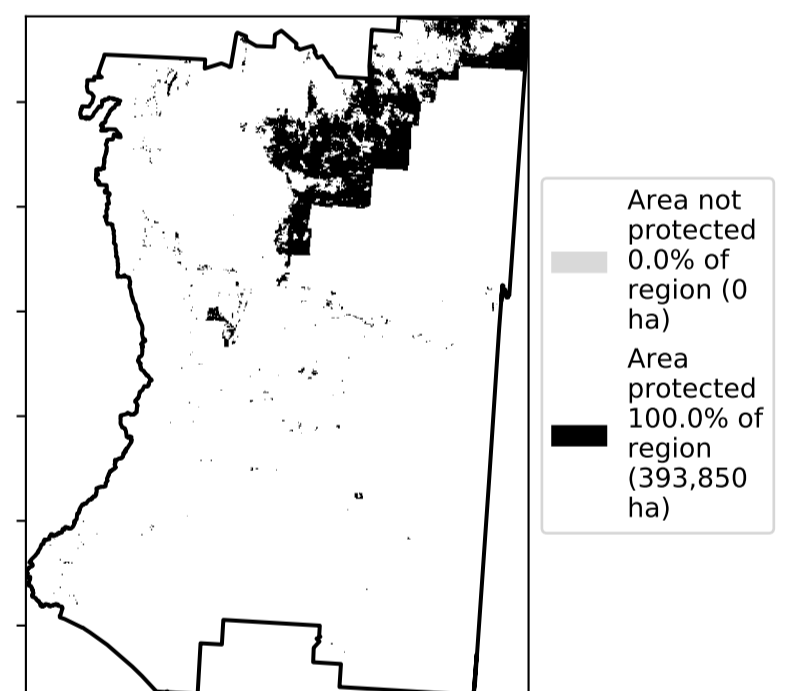 Area not
protected
0.0% of
region (0
ha)
Area
protected
100.0% of
region
(393,850
ha)